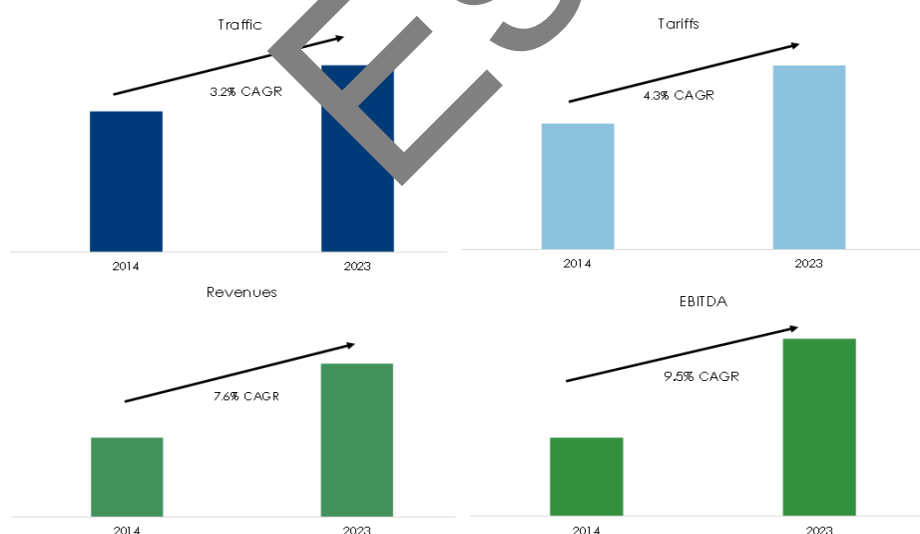 Traffic
3.2% CAGR
2014
2023
Tariffs
4.3% CAGR
2014
2023
Revenues
7.6% CAGR
2014
2023
EBITDA
9.5% CAGR
2014
2023
ES